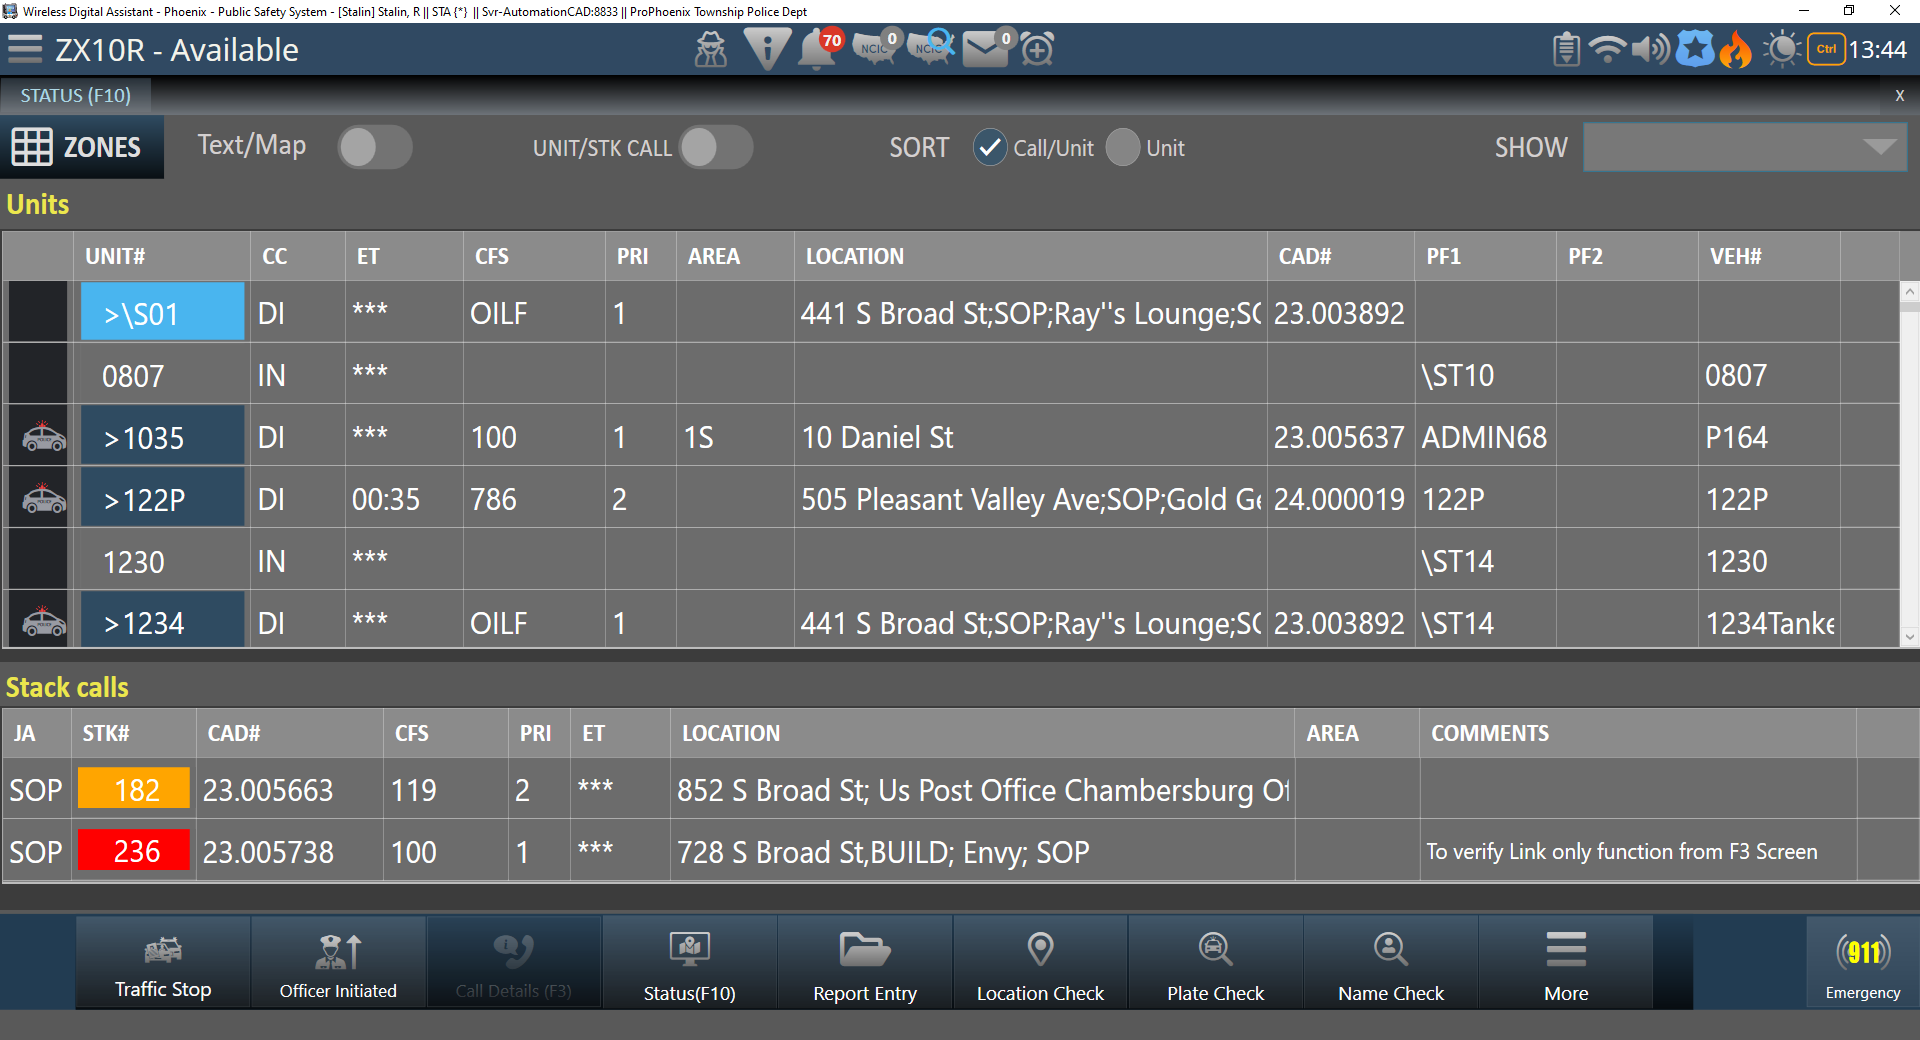 Wireless Digital Assistant - Phoenix - Public Safety System - [Stalin] Stalin, R || STA {*} || Svr-AutomationCAD:8833 || ProPhoenix Township Police Dept
ZX10R - Available 70 NCIC 0 NCIC 0 Ctrl 13:44
STATUS (F10) X
ZONES Text/Map UNIT/STK CALL SORT Call/Unit Unit SHOW
Units
UNIT# CC ET CFS PRI AREA LOCATION CAD# PF1 PF2 VEH#
>\S01 DI *** OILF 1 441 S Broad St;SOP;Ray''s Lounge;SC 23.003892
0807 IN *** \ST10 0807
>1035 DI *** 100 1 1S 10 Daniel St 23.005637 ADMIN68 P164
>122P DI 00:35 786 2 505 Pleasant Valley Ave;SOP;Gold Ge 24.000019 122P 122P
1230 IN *** \ST14 1230
>1234 DI *** OILF 1 441 S Broad St;SOP;Ray''s Lounge;SC 23.003892 \ST14 1234Tanke
Stack calls
JA STK# CAD# CFS PRI ET LOCATION AREA COMMENTS
SOP 182 23.005663 119 2 *** 852 S Broad St; Us Post Office Chambersburg Of
SOP 236 23.005738 100 1 *** 728 S Broad St,BUILD; Envy; SOP To verify Link only function from F3 Screen
911
Traffic Stop Officer Initiated Call Details (F3) Status(F10) Report Entry Location Check Plate Check Name Check More Emergency